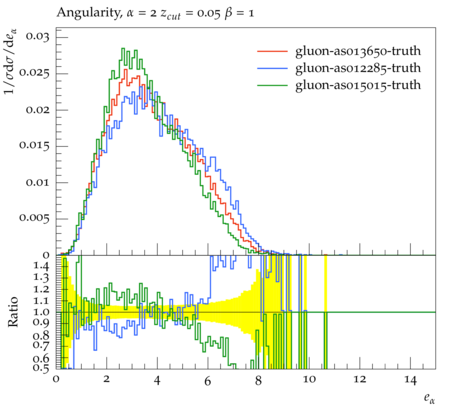 Angularity, α = 2 z_cut = 0.05 β = 1
1/σdσ/de_α
0.03
0.025
0.02
0.015
0.01
0.005
0
gluon-as013650-truth
gluon-as012285-truth
gluon-as015015-truth
Ratio
1.4
1.3
1.2
1.1
1.0
0.9
0.8
0.7
0.6
0.5
0 2 4 6 8 10 12 14
e_α